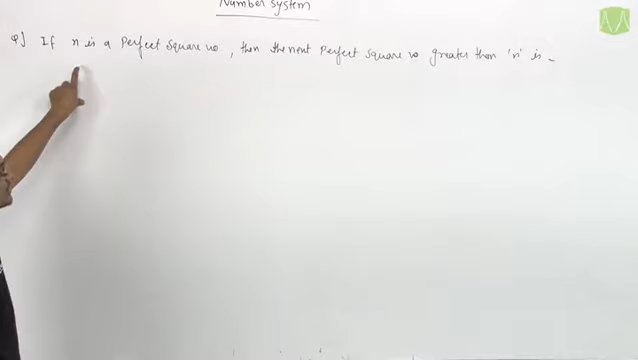 Number System
Q] If n is a Perfect Square no, then the next Perfect Square no greater than 'n' is -